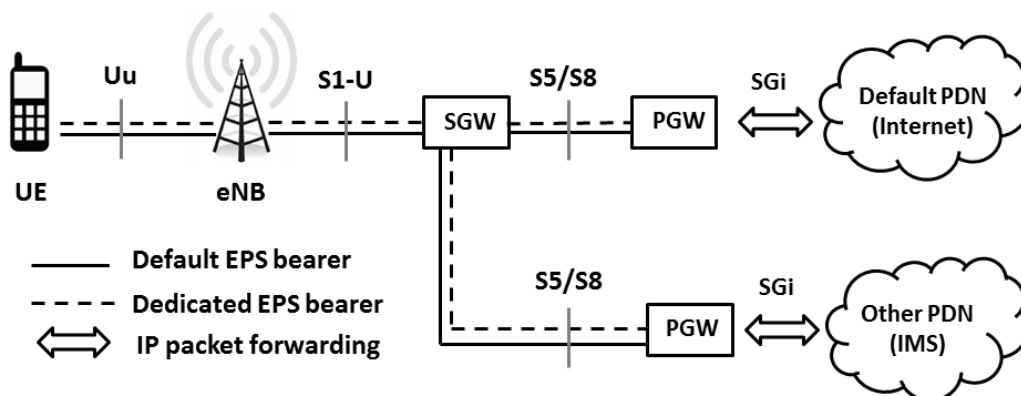 Uu
S1-U
S5/S8
SGi
Default PDN
(Internet)
SGW
PGW
UE
eNB
Default EPS bearer
Dedicated EPS bearer
IP packet forwarding
S5/S8
SGi
PGW
Other PDN
(IMS)